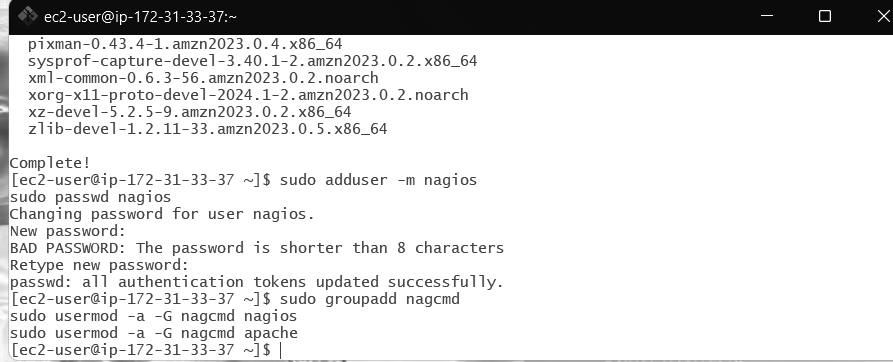 ec2-user@ip-172-31-33-37:~
pixman-0.43.4-1.amzn2023.0.4.x86_64
sysprof-capture-devel-3.40.1-2.amzn2023.0.2.x86_64
xml-common-0.6.3-56.amzn2023.0.2.noarch
xorg-x11-proto-devel-2024.1-2.amzn2023.0.2.noarch
xz-devel-5.2.5-9.amzn2023.0.2.x86_64
zlib-devel-1.2.11-33.amzn2023.0.5.x86_64
Complete!
[ec2-user@ip-172-31-33-37 ~]$ sudo adduser -m nagios
sudo passwd nagios
Changing password for user nagios.
New password:
BAD PASSWORD: The password is shorter than 8 characters
Retype new password:
passwd: all authentication tokens updated successfully.
[ec2-user@ip-172-31-33-37 ~]$ sudo groupadd nagcmd
sudo usermod -a -G nagcmd nagios
sudo usermod -a -G nagcmd apache
[ec2-user@ip-172-31-33-37 ~]$